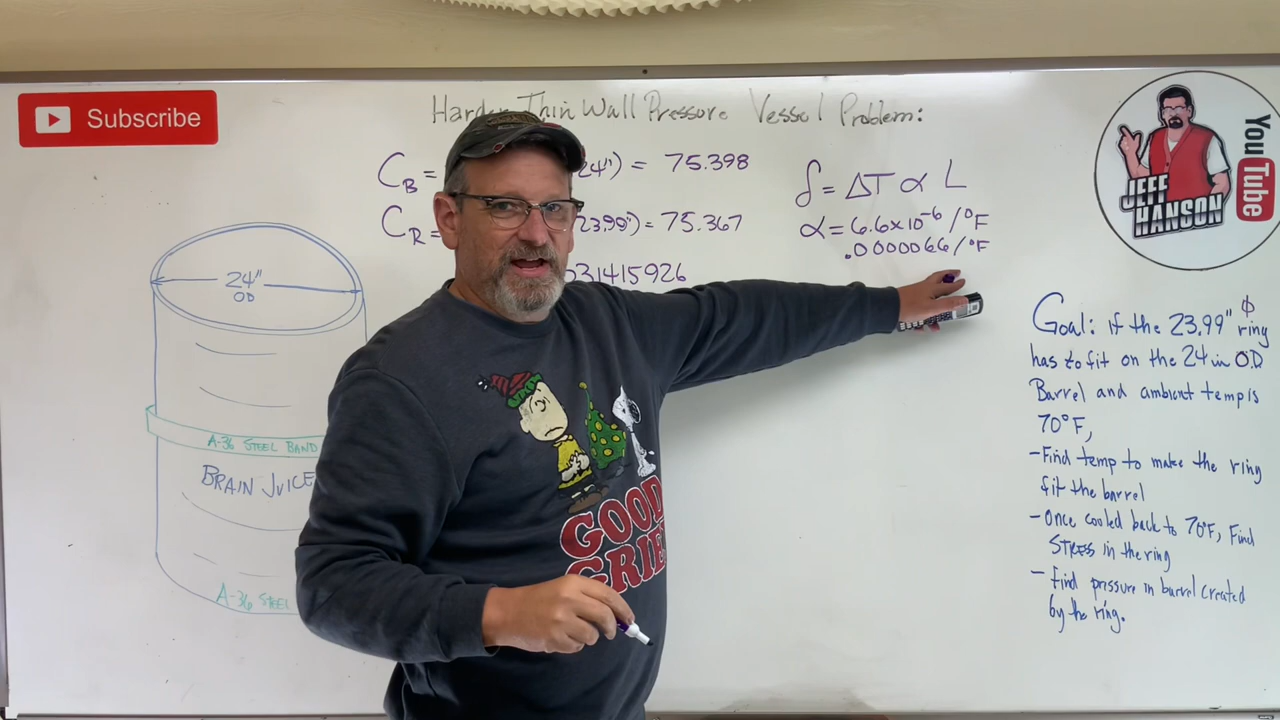 Subscribe
Harder Thin Wall Pressure Vessel Problem:
C_B = 24") = 75.398
C_R = 23.99") = 75.367
031415926
δ = ΔT α L
α = 6.6x10⁻⁶ /°F
.0000066/°F
YouTube
JEFF
HANSON
24"
OD
A-36 STEEL BAND
BRAIN JUICE
A-36 STEEL
GOOD
GRIEF
Goal: if the 23.99" ϕ ring
has to fit on the 24 in O.D
Barrel and ambient temp is
70°F,
- Find temp to make the ring
fit the barrel
- Once cooled back to 70°F, Find
STRESS in the ring
- find pressure in barrel created
by the ring.